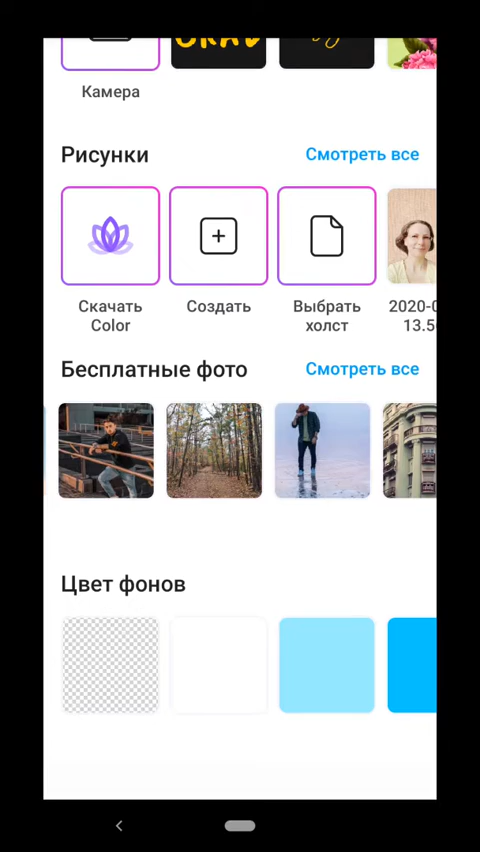 Камера
Рисунки
Смотреть все
Скачать
Color
Создать
Выбрать
холст
Бесплатные фото
Смотреть все
Цвет фонов